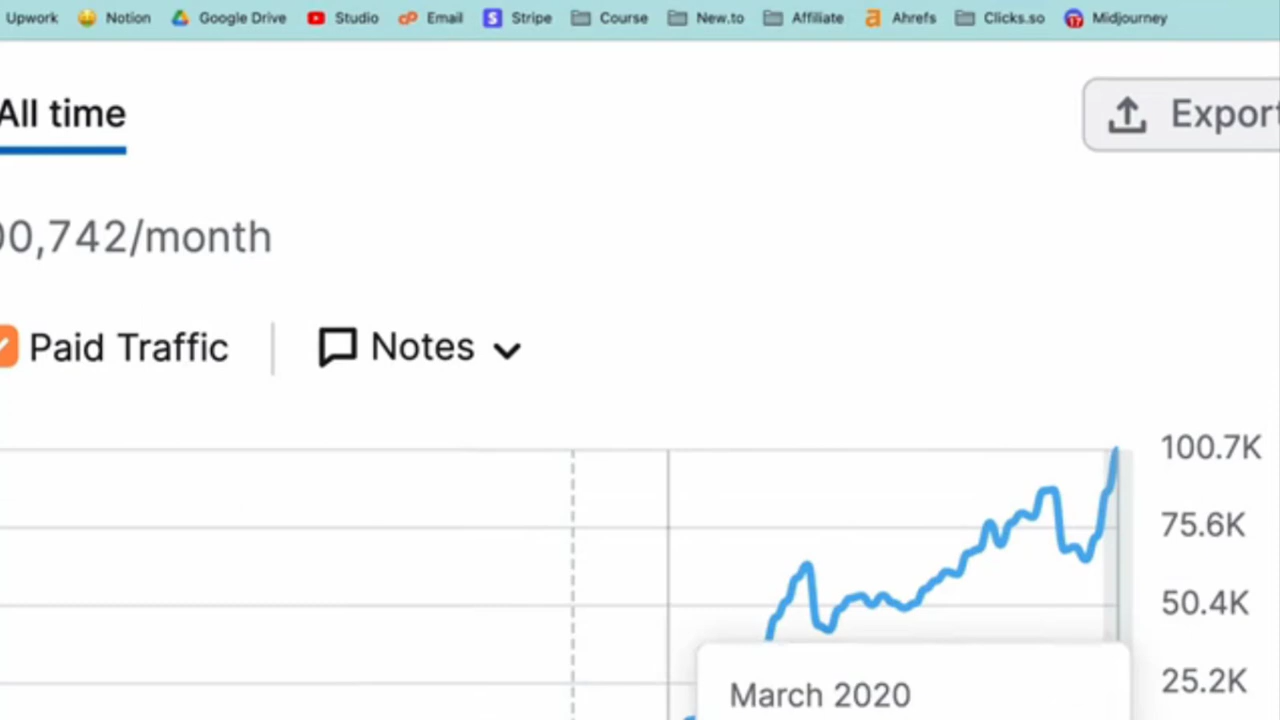 Upwork Notion Google Drive Studio Email Stripe Course New.to Affiliate Ahrefs Clicks.so Midjourney
All time Export
00,742/month
Paid Traffic Notes
100.7K
75.6K
50.4K
25.2K
March 2020